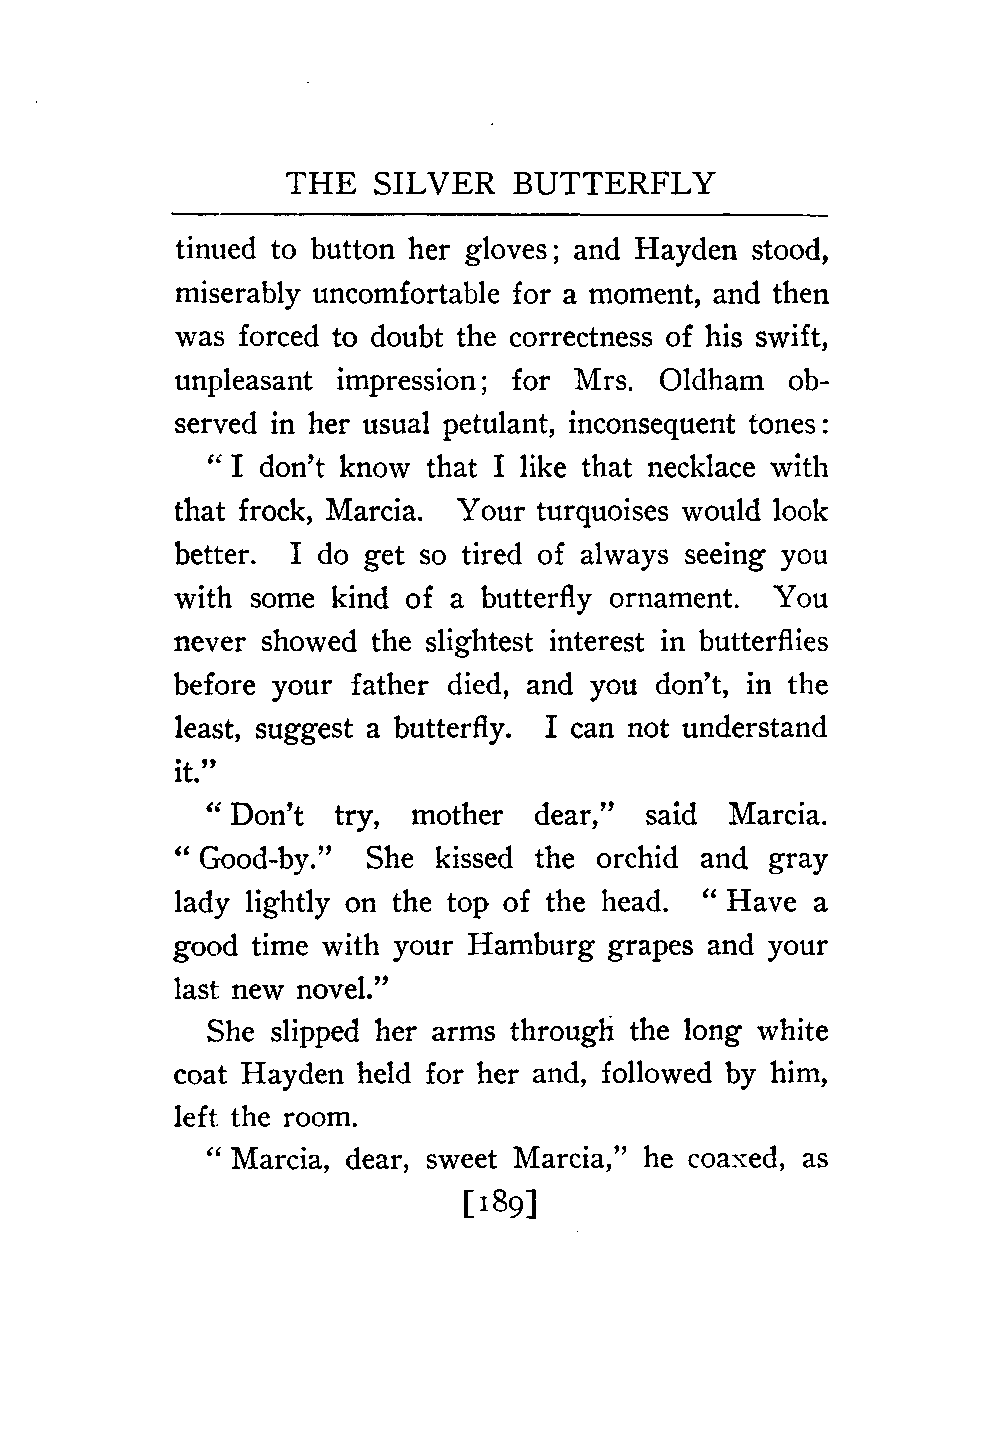 THE SILVER BUTTERFLY
tinued to button her gloves; and Hayden stood,
miserably uncomfortable for a moment, and then
was forced to doubt the correctness of his swift,
unpleasant impression; for Mrs. Oldham ob-
served in her usual petulant, inconsequent tones:
“ I don’t know that I like that necklace with
that frock, Marcia. Your turquoises would look
better. I do get so tired of always seeing you
with some kind of a butterfly ornament. You
never showed the slightest interest in butterflies
before your father died, and you don’t, in the
least, suggest a butterfly. I can not understand
it.”
“ Don’t try, mother dear,” said Marcia.
“ Good-by.” She kissed the orchid and gray
lady lightly on the top of the head. “ Have a
good time with your Hamburg grapes and your
last new novel.”
She slipped her arms through the long white
coat Hayden held for her and, followed by him,
left the room.
“ Marcia, dear, sweet Marcia,” he coaxed, as
[189]